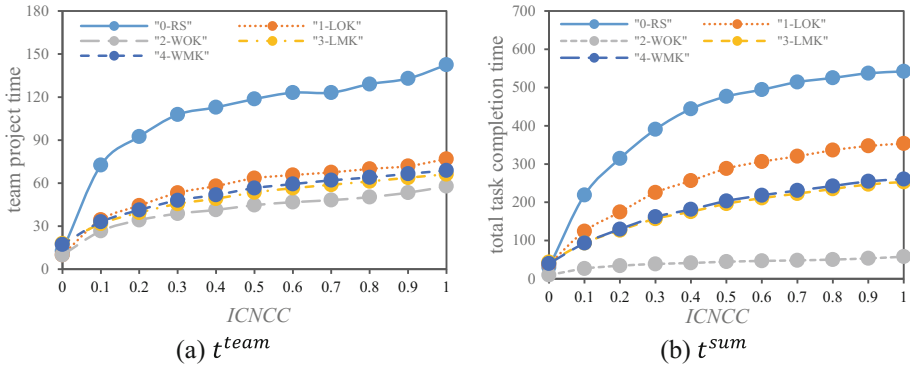 "0-RS" "1-LOK"
"2-WOK" "3-LMK"
"4-WMK"
180
150
120
90
60
30
0
team project time
0 0.1 0.2 0.3 0.4 0.5 0.6 0.7 0.8 0.9 1
ICNCC
(a) t^team
"0-RS" "1-LOK"
"2-WOK" "3-LMK"
"4-WMK"
700
600
500
400
300
200
100
0
total task completion time
0 0.1 0.2 0.3 0.4 0.5 0.6 0.7 0.8 0.9 1
ICNCC
(b) t^sum